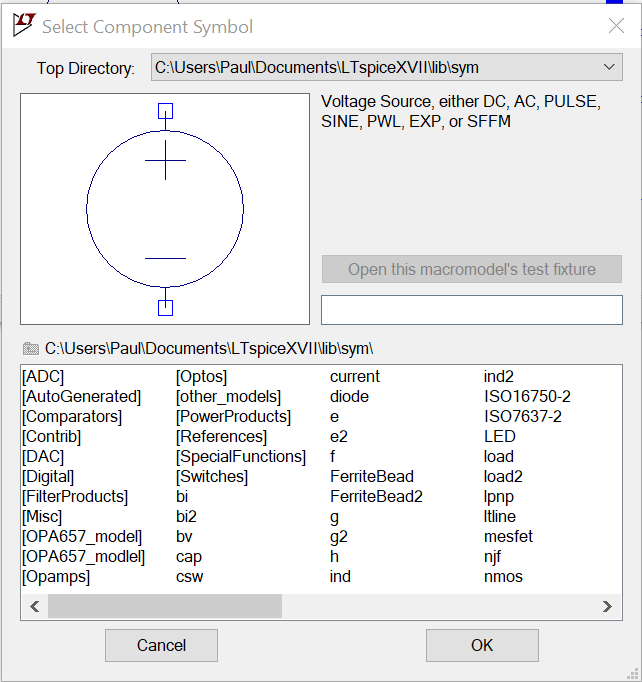 Select Component Symbol
Top Directory: C:\Users\Paul\Documents\LTspiceXVII\lib\sym
Voltage Source, either DC, AC, PULSE,
SINE, PWL, EXP, or SFFM
Open this macromodel's test fixture
C:\Users\Paul\Documents\LTspiceXVII\lib\sym\
[ADC] [Optos] current ind2
[AutoGenerated] [other_models] diode ISO16750-2
[Comparators] [PowerProducts] e ISO7637-2
[Contrib] [References] e2 LED
[DAC] [SpecialFunctions] f load
[Digital] [Switches] FerriteBead load2
[FilterProducts] bi FerriteBead2 lpnp
[Misc] bi2 g ltline
[OPA657_model] bv g2 mesfet
[OPA657_modlel] cap h njf
[Opamps] csw ind nmos
Cancel OK